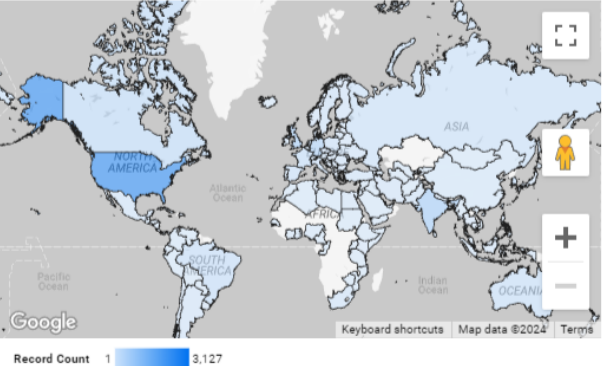 ASIA
NORTH
AMERICA
Atlantic
Ocean
AFRICA
SOUTH
AMERICA
Pacific
Ocean
Indian
Ocean
OCEANIA
Google
Keyboard shortcuts
Map data ©2024
Terms
Record Count 1 3,127